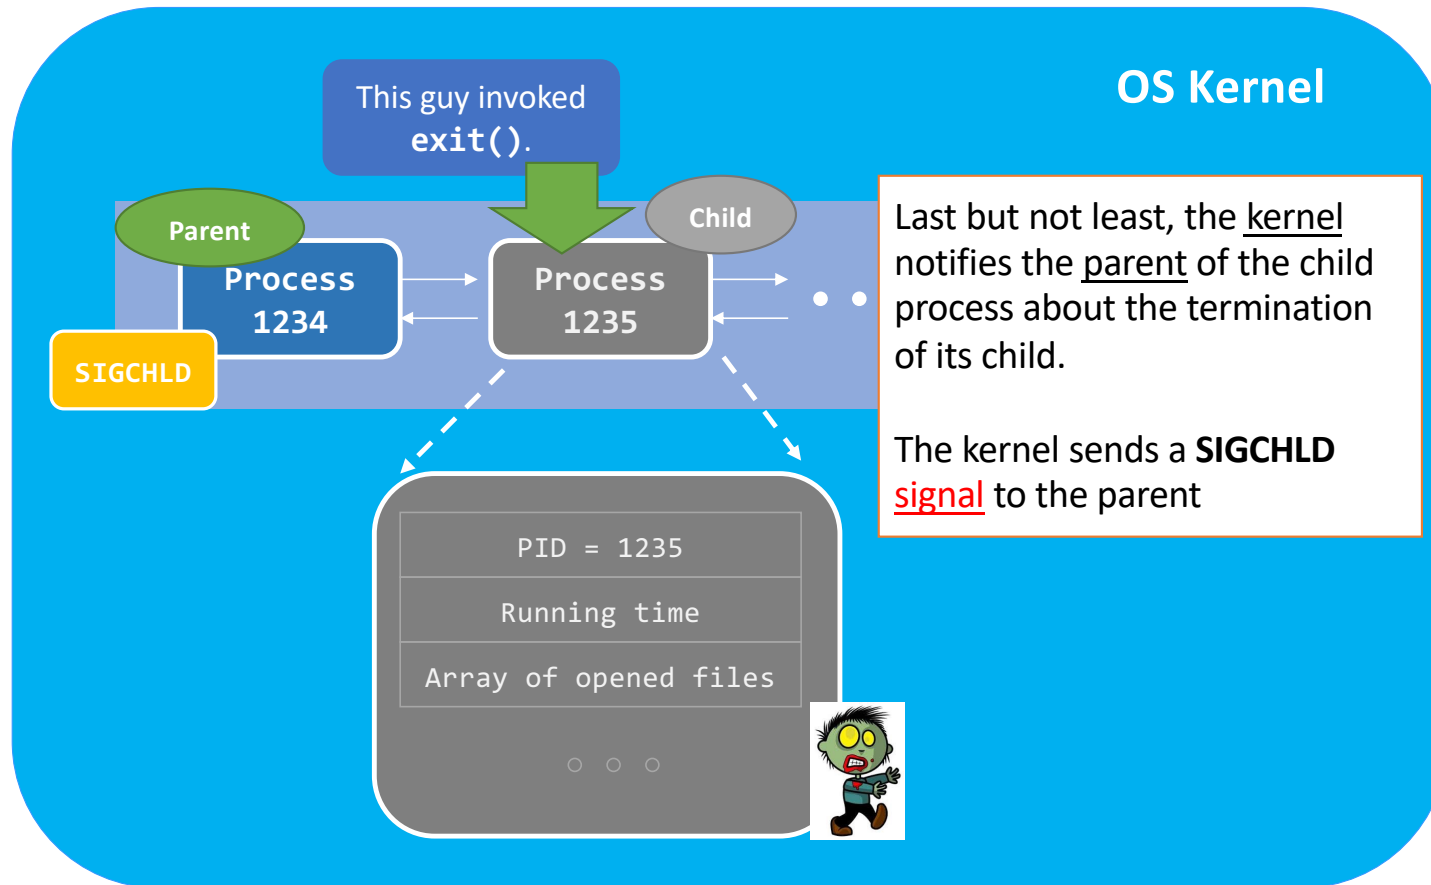 OS Kernel
This guy invoked
exit().
Parent
Child
Process
1234
Process
1235
SIGCHLD
Last but not least, the kernel
notifies the parent of the child
process about the termination
of its child.
The kernel sends a SIGCHLD
signal to the parent
PID = 1235
Running time
Array of opened files